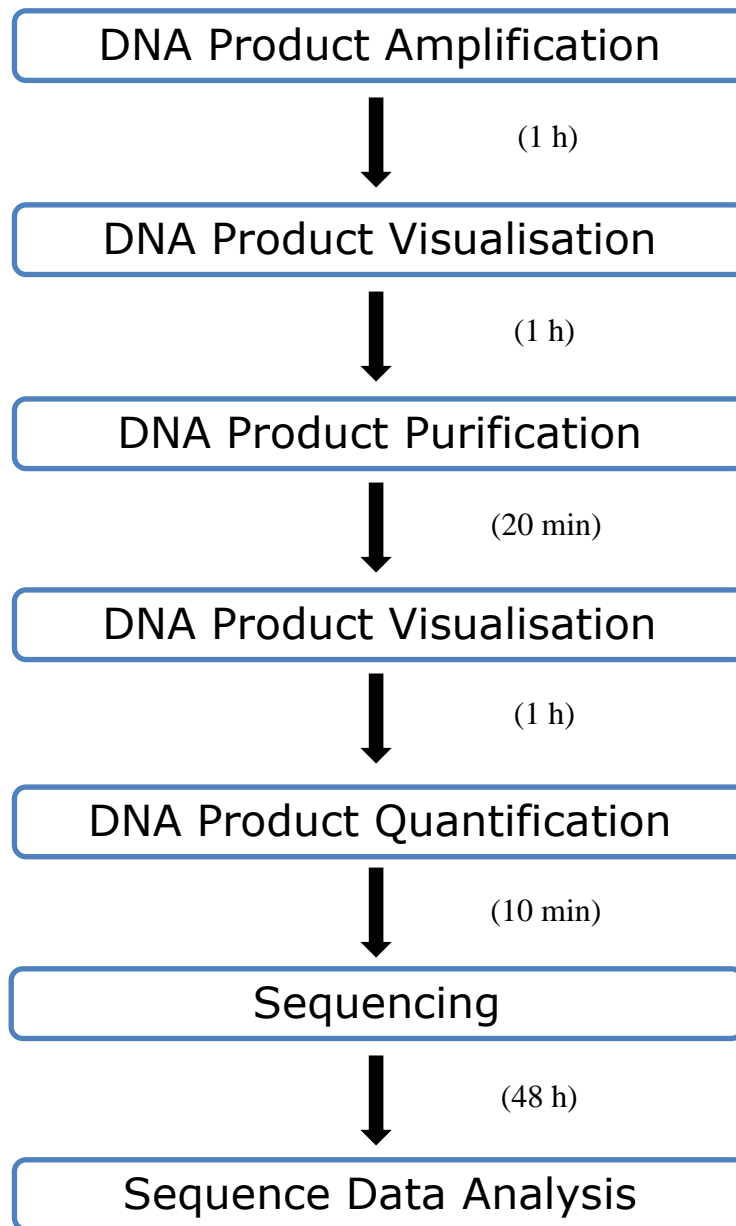 DNA Product Amplification
(1 h)
DNA Product Visualisation
(1 h)
DNA Product Purification
(20 min)
DNA Product Visualisation
(1 h)
DNA Product Quantification
(10 min)
Sequencing
(48 h)
Sequence Data Analysis